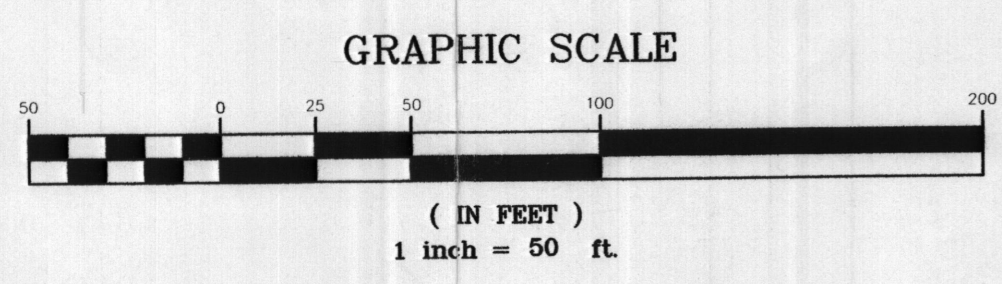 GRAPHIC SCALE
50 0 25 50 100 200
( IN FEET )
1 inch = 50 ft.